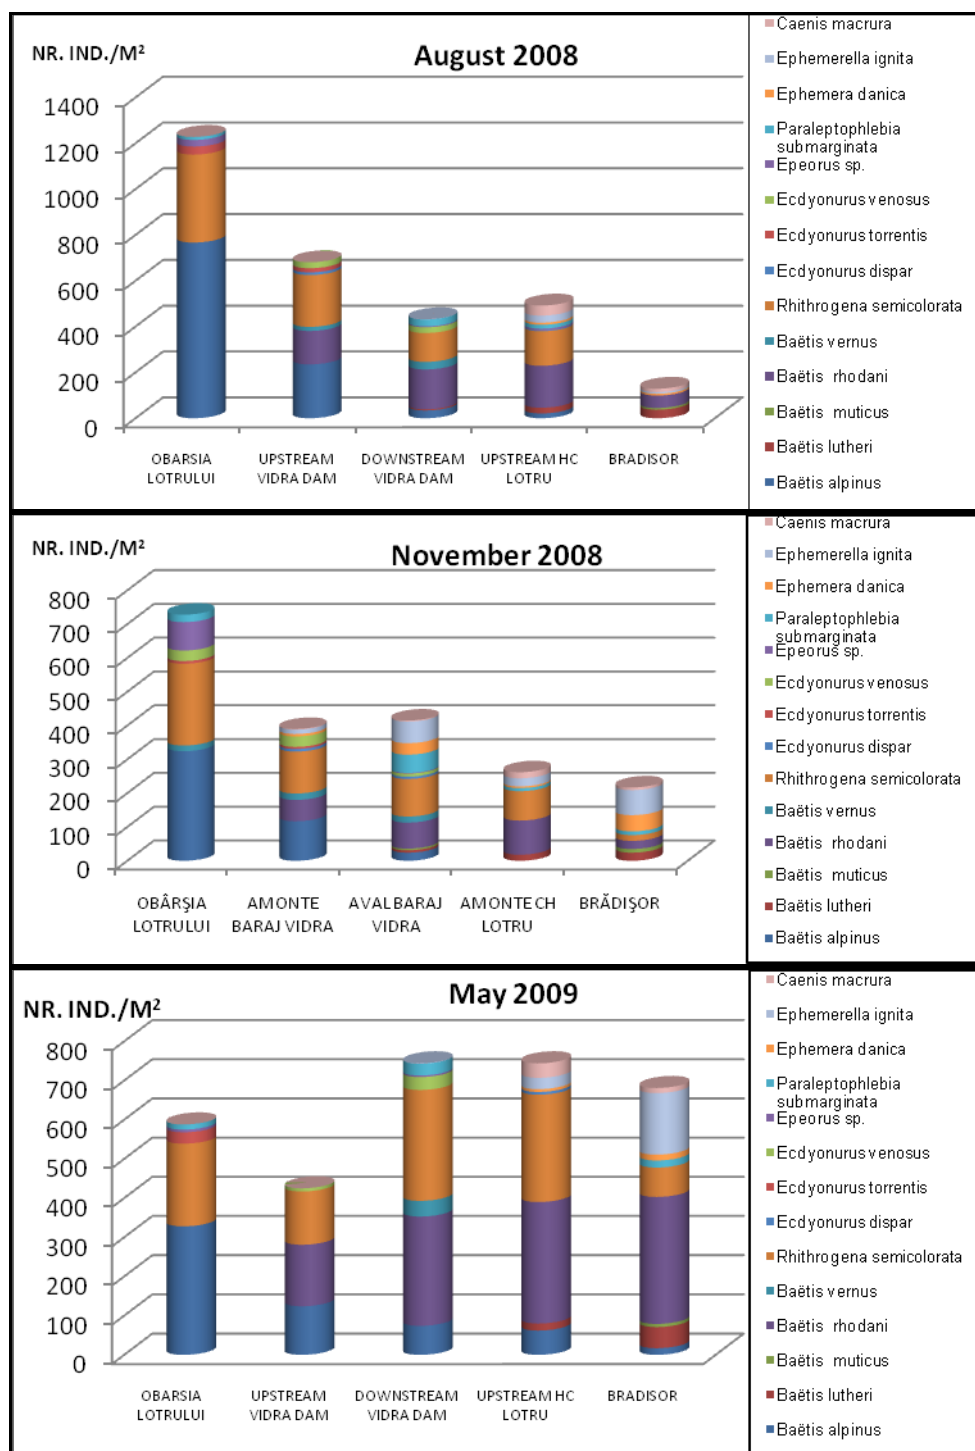 NR. IND./M²
August 2008
1400
1200
1000
800
600
400
200
0
OBARSIA
LOTRULUI
UPSTREAM
VIDRA DAM
DOWNSTREAM
VIDRA DAM
UPSTREAM HC
LOTRU
BRADISOR
Caenis macrura
Ephemerella ignita
Ephemera danica
Paraleptophlebia
submarginata
Epeorus sp.
Ecdyonurus venosus
Ecdyonurus torrentis
Ecdyonurus dispar
Rhithrogena semicolorata
Baëtis vernus
Baëtis rhodani
Baëtis muticus
Baëtis lutheri
Baëtis alpinus
NR. IND./M²
November 2008
800
700
600
500
400
300
200
100
0
OBÂRŞIA
LOTRULUI
AMONTE
BARAJ VIDRA
AVAL BARAJ
VIDRA
AMONTE CH
LOTRU
BRĂDIŞOR
Caenis macrura
Ephemerella ignita
Ephemera danica
Paraleptophlebia
submarginata
Epeorus sp.
Ecdyonurus venosus
Ecdyonurus torrentis
Ecdyonurus dispar
Rhithrogena semicolorata
Baëtis vernus
Baëtis rhodani
Baëtis muticus
Baëtis lutheri
Baëtis alpinus
NR. IND./M²
May 2009
800
700
600
500
400
300
200
100
0
OBARSIA
LOTRULUI
UPSTREAM
VIDRA DAM
DOWNSTREAM
VIDRA DAM
UPSTREAM HC
LOTRU
BRADISOR
Caenis macrura
Ephemerella ignita
Ephemera danica
Paraleptophlebia
submarginata
Epeorus sp.
Ecdyonurus venosus
Ecdyonurus torrentis
Ecdyonurus dispar
Rhithrogena semicolorata
Baëtis vernus
Baëtis rhodani
Baëtis muticus
Baëtis lutheri
Baëtis alpinus